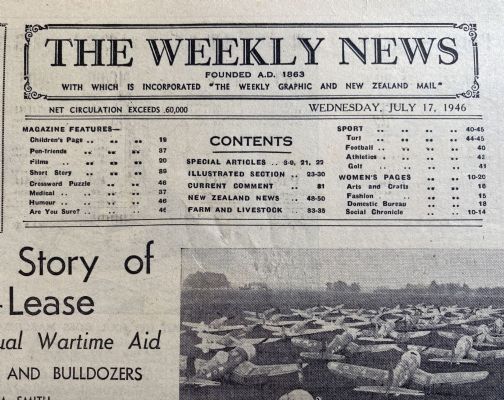 THE WEEKLY NEWS
FOUNDED A.D. 1863
WITH WHICH IS INCORPORATED "THE WEEKLY GRAPHIC AND NEW ZEALAND MAIL"
NET CIRCULATION EXCEEDS 60,000
WEDNESDAY, JULY 17, 1946
MAGAZINE FEATURES—
Children's Page .. .. .. 19
Pen-friends .. .. 37
Films .. .. .. 20
Short Story .. .. 39
Crossword Puzzle .. 46
Medical .. .. .. 37
Humour .. .. .. 46
Are You Sure? .. .. 46
CONTENTS
SPECIAL ARTICLES .. 3-9, 21, 22
ILLUSTRATED SECTION .. 23-30
CURRENT COMMENT .. 31
NEW ZEALAND NEWS .. 48-50
FARM AND LIVESTOCK .. 33-35
SPORT .. .. .. 40-45
Turf .. .. .. 44-45
Football .. .. .. 40
Athletics .. .. .. 42
Golf .. .. .. 41
WOMEN'S PAGES .. 10-20
Arts and Crafts .. .. 16
Fashion .. .. .. 15
Domestic Bureau .. .. 18
Social Chronicle .. .. 10-14
Story of
-Lease
ual Wartime Aid
AND BULLDOZERS
SMITH